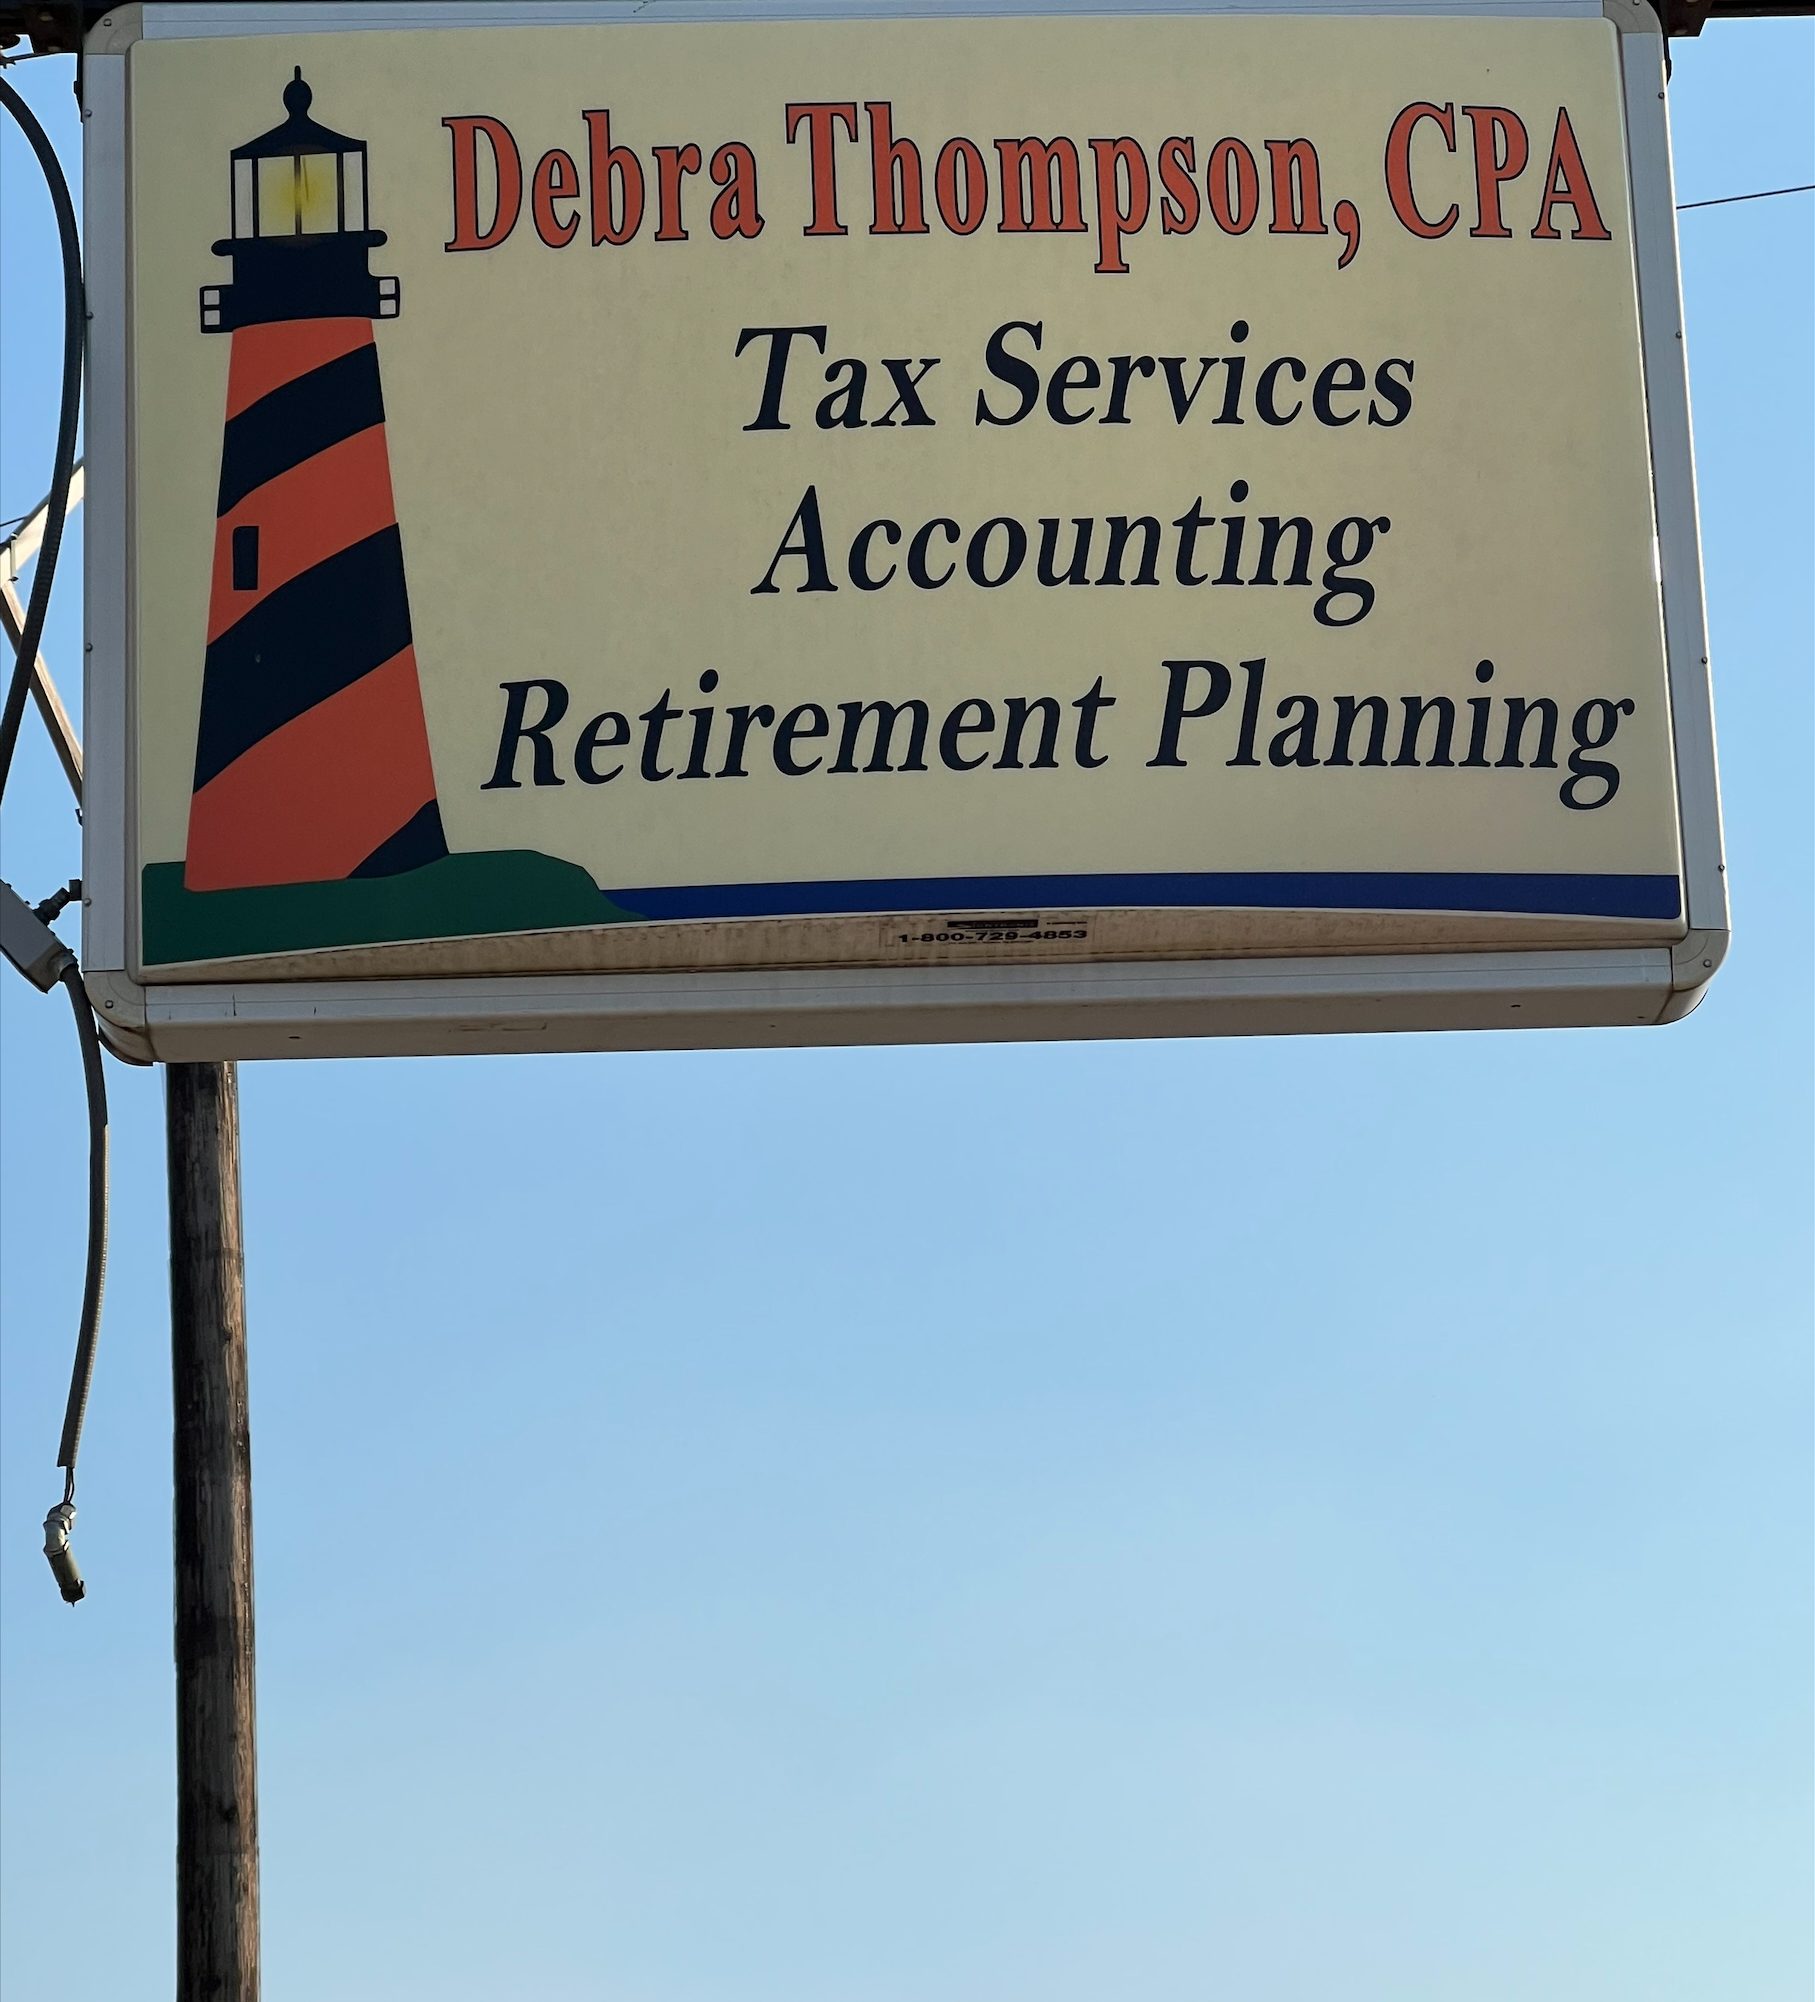 Debra Thompson, CPA
Tax Services
Accounting
Retirement Planning
1-800-729-4853